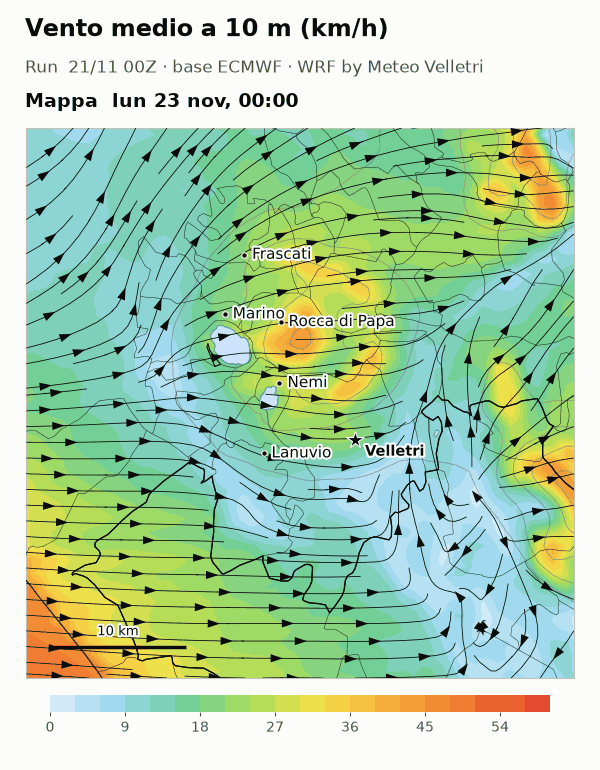 Vento medio a 10 m (km/h)
Run 21/11 00Z · base ECMWF · WRF by Meteo Velletri
Mappa lun 23 nov, 00:00
Frascati
Marino
Rocca di Papa
Nemi
Velletri
Lanuvio
10 km
0 9 18 27 36 45 54